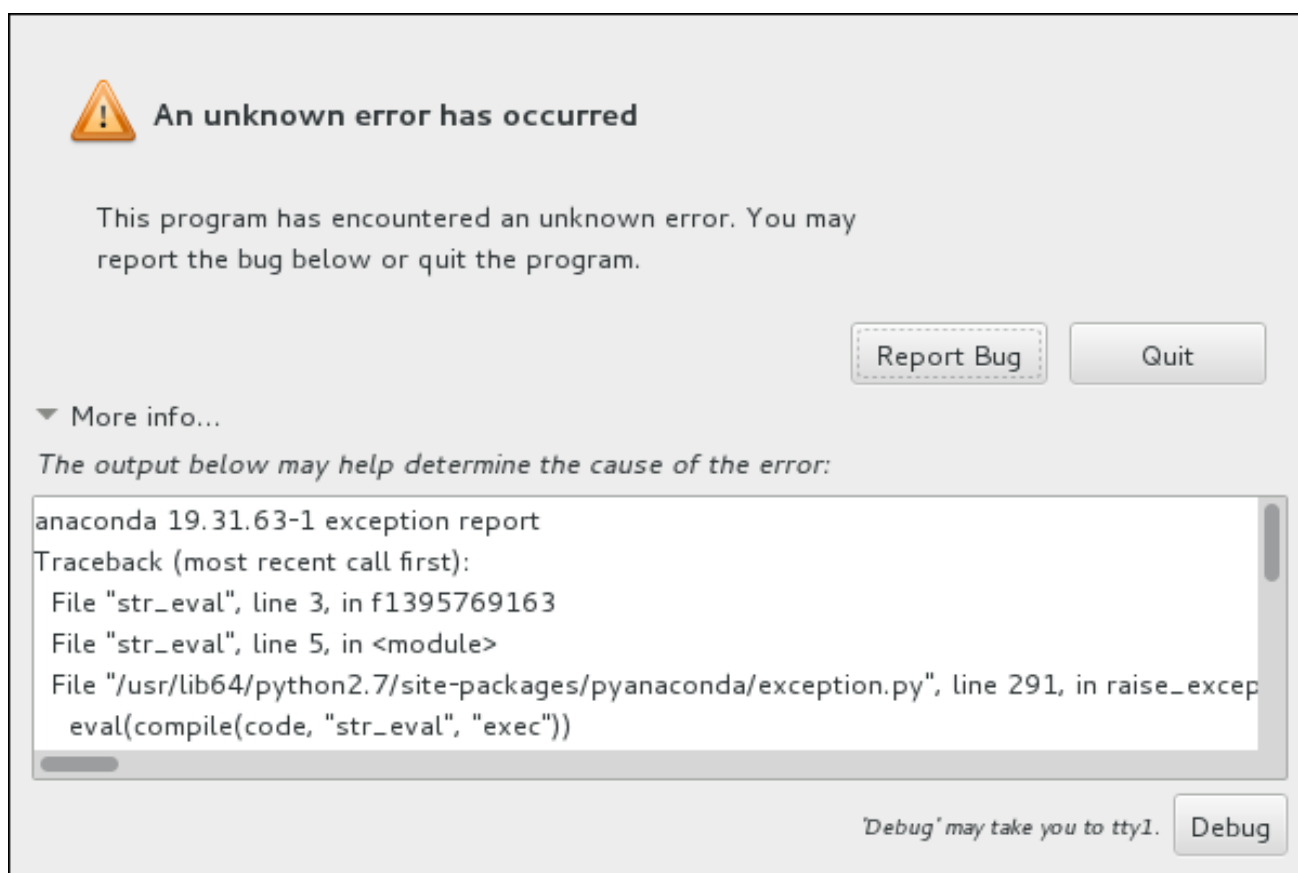 An unknown error has occurred
This program has encountered an unknown error. You may
report the bug below or quit the program.
Report Bug
Quit
More info...
The output below may help determine the cause of the error:
anaconda 19.31.63-1 exception report
Traceback (most recent call first):
File "str_eval", line 3, in f1395769163
File "str_eval", line 5, in <module>
File "/usr/lib64/python2.7/site-packages/pyanaconda/exception.py", line 291, in raise_excep
eval(compile(code, "str_eval", "exec"))
'Debug' may take you to tty1.
Debug